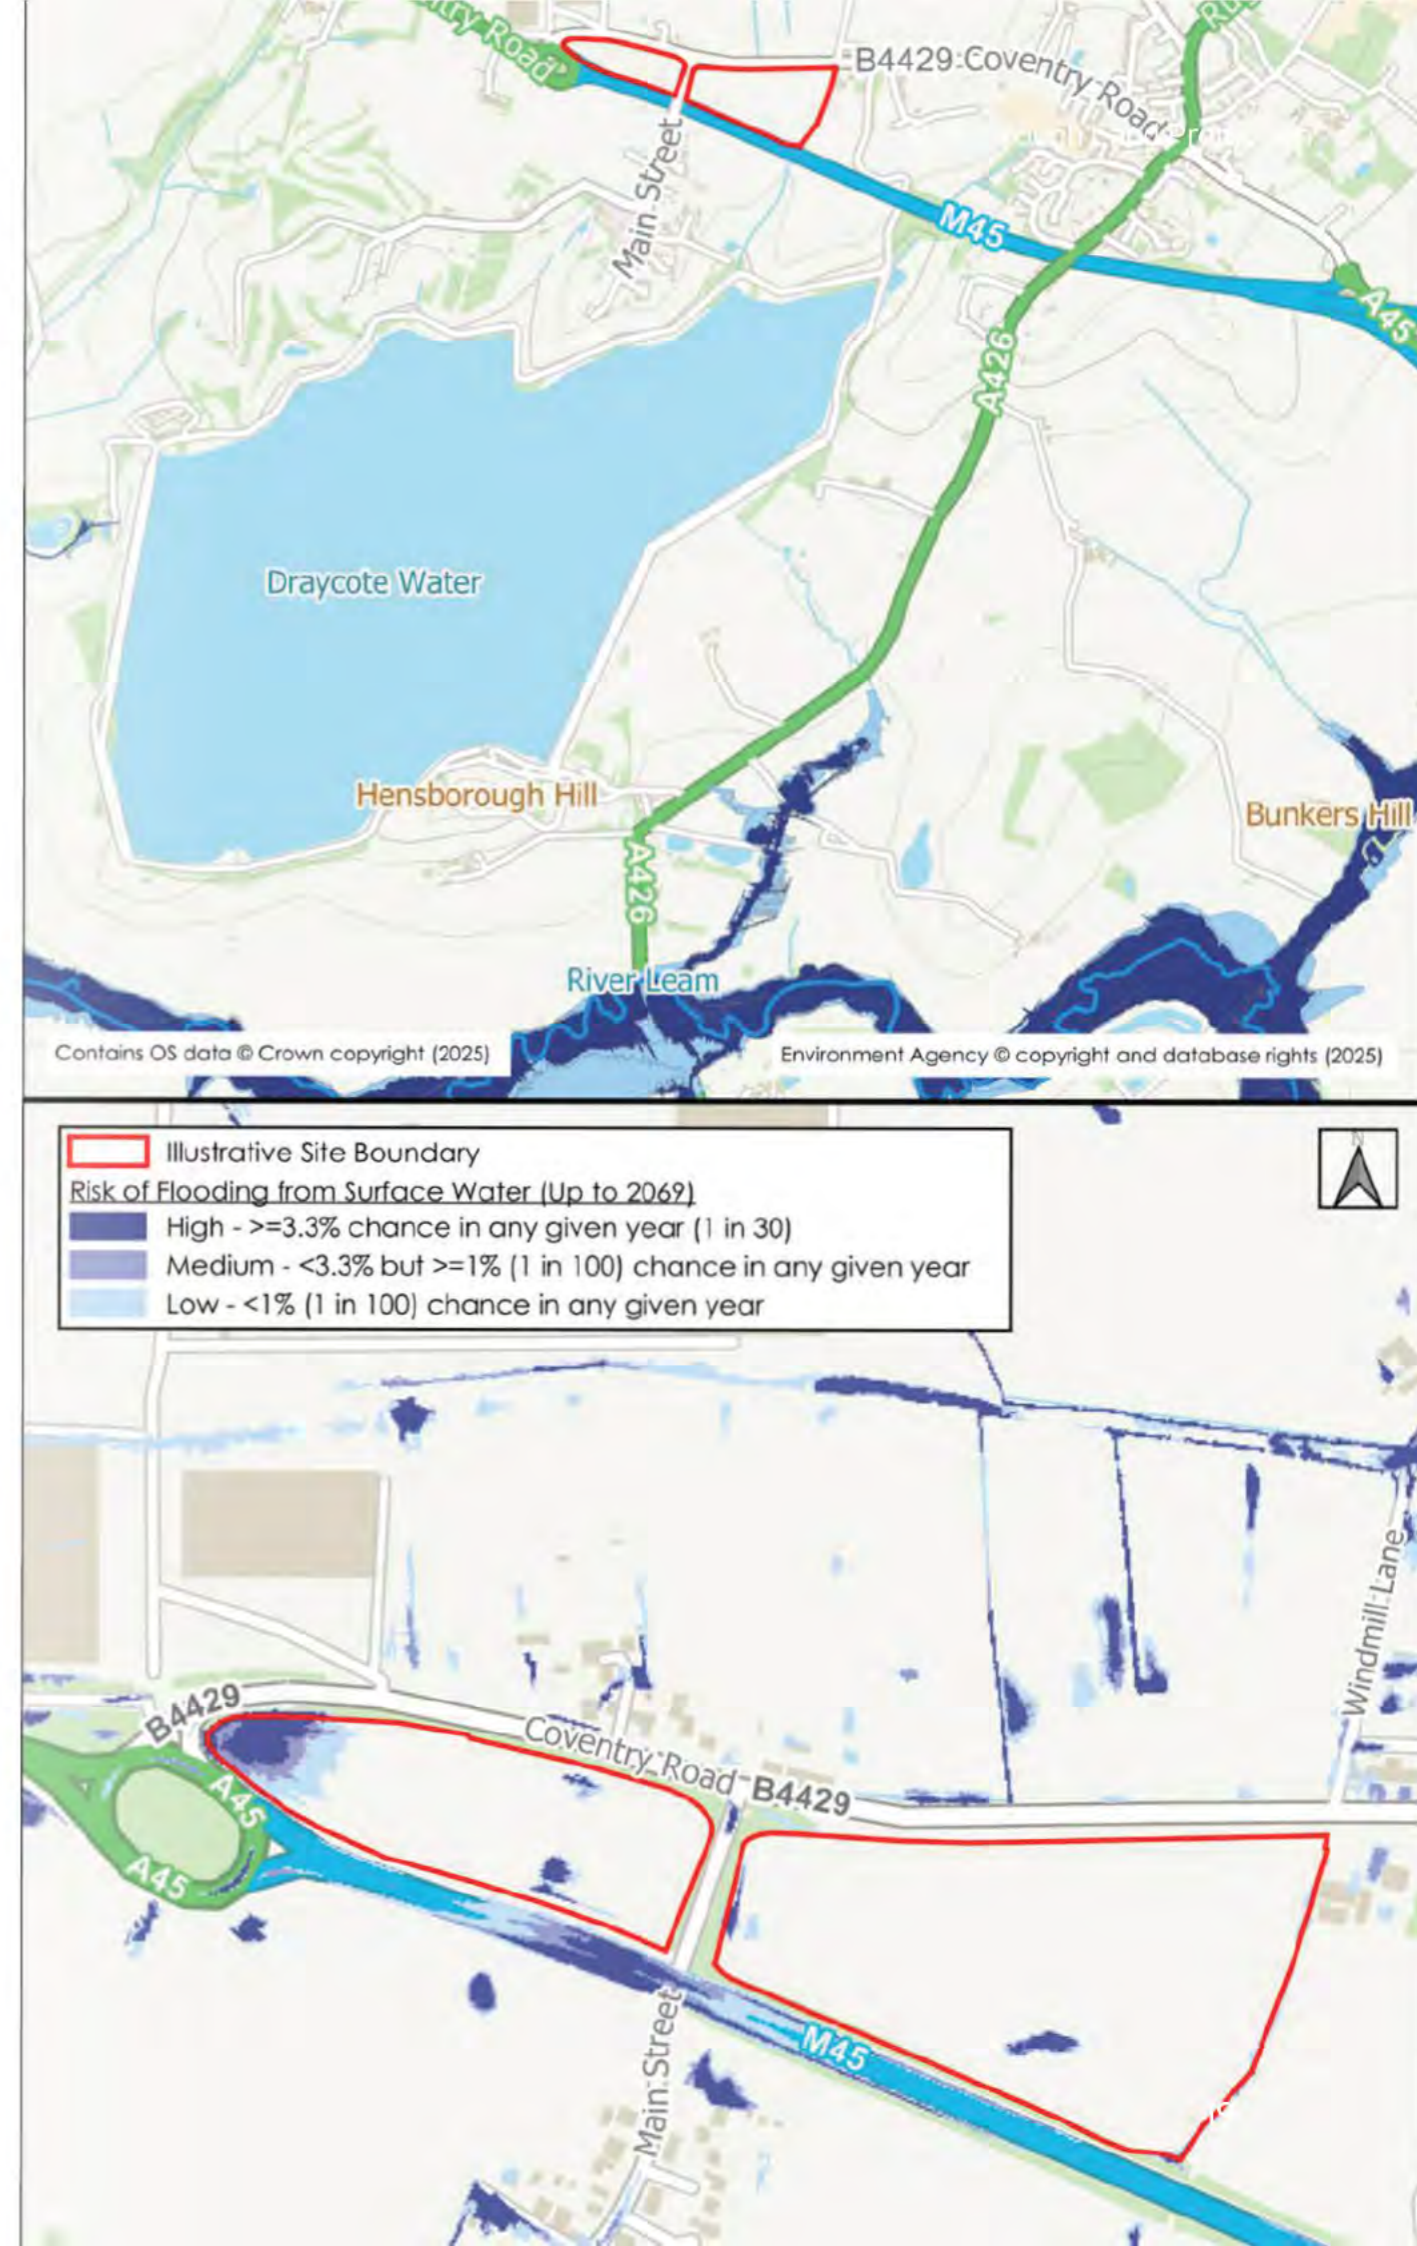 ntry Road
Ru
B4429 Coventry Road
Main Street
M45
A45
A426
Draycote Water
Hensborough Hill
Bunkers Hill
A426
River Leam
Contains OS data © Crown copyright (2025)
Environment Agency © copyright and database rights (2025)
Illustrative Site Boundary
N
Risk of Flooding from Surface Water (Up to 2069)
High - >=3.3% chance in any given year (1 in 30)
Medium - <3.3% but >=1% (1 in 100) chance in any given year
Low - <1% (1 in 100) chance in any given year
Windmill Lane
B4429
Coventry Road
B4429
A45
A45
M45
Main Street